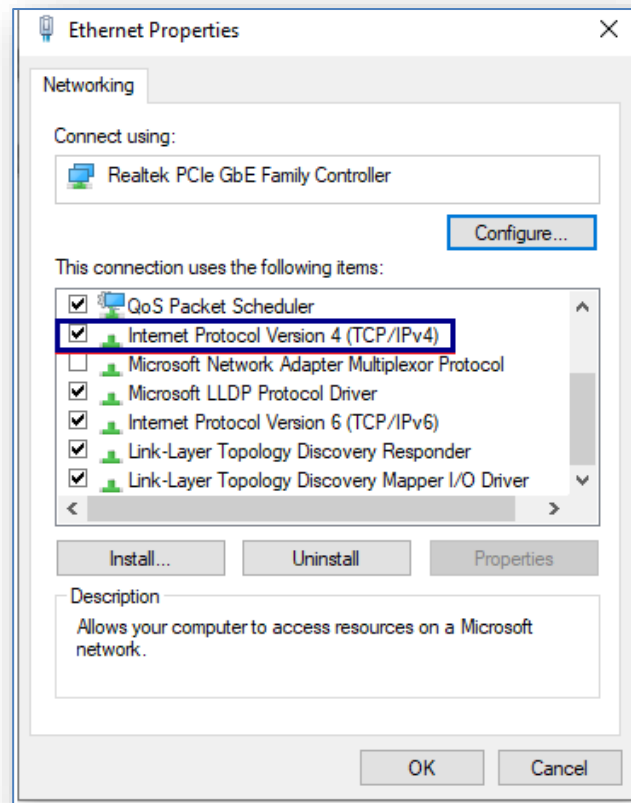 Ethernet Properties
Networking
Connect using:
Realtek PCIe GbE Family Controller
Configure...
This connection uses the following items:
QoS Packet Scheduler
Internet Protocol Version 4 (TCP/IPv4)
Microsoft Network Adapter Multiplexor Protocol
Microsoft LLDP Protocol Driver
Internet Protocol Version 6 (TCP/IPv6)
Link-Layer Topology Discovery Responder
Link-Layer Topology Discovery Mapper I/O Driver
Install...
Uninstall
Properties
Description
Allows your computer to access resources on a Microsoft
network.
OK
Cancel